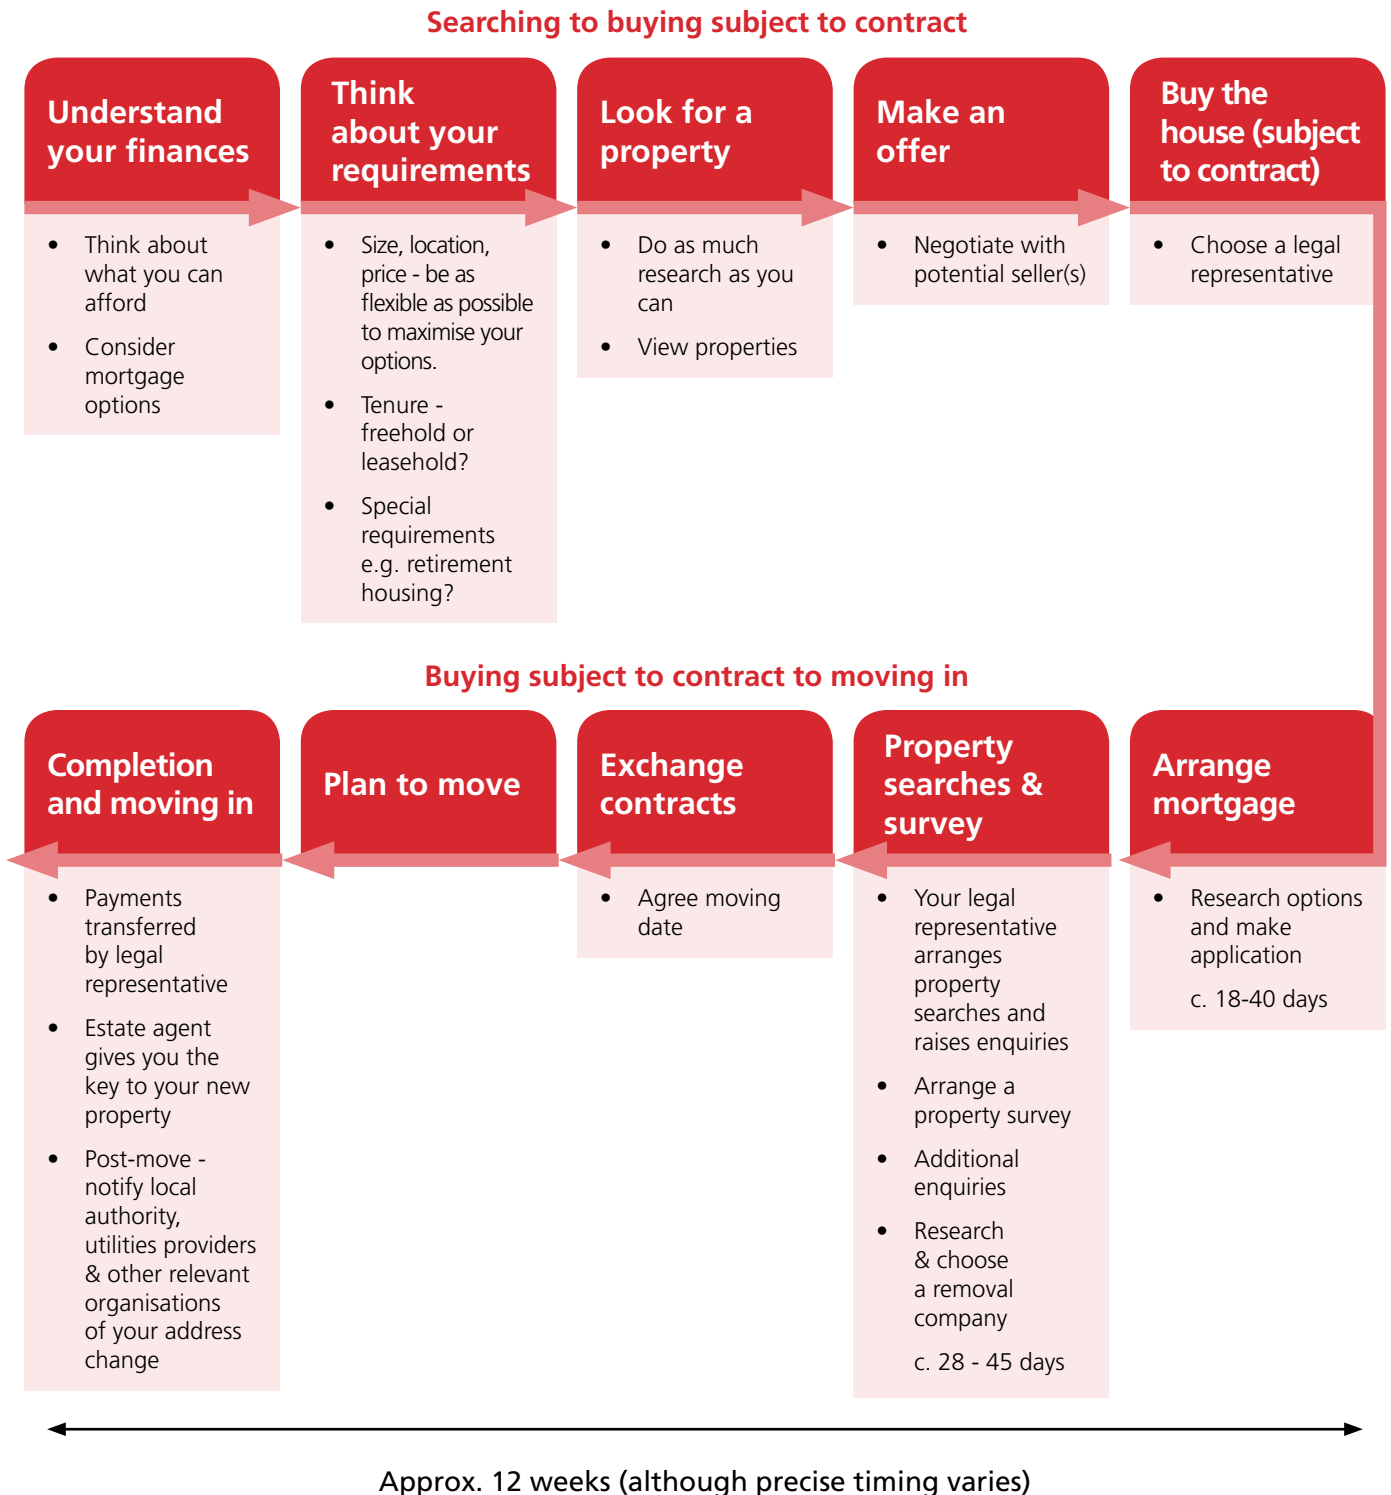 Searching to buying subject to contract
Understand
your finances
• Think about
what you can
afford
• Consider
mortgage
options
Think
about your
requirements
• Size, location,
price - be as
flexible as possible
to maximise your
options.
• Tenure -
freehold or
leasehold?
• Special
requirements
e.g. retirement
housing?
Look for a
property
• Do as much
research as you
can
• View properties
Make an
offer
• Negotiate with
potential seller(s)
Buy the
house (subject
to contract)
• Choose a legal
representative
Buying subject to contract to moving in
Completion
and moving in
• Payments
transferred
by legal
representative
• Estate agent
gives you the
key to your new
property
• Post-move -
notify local
authority,
utilities providers
& other relevant
organisations
of your address
change
Plan to move
Exchange
contracts
• Agree moving
date
Property
searches &
survey
• Your legal
representative
arranges
property
searches and
raises enquiries
• Arrange a
property survey
• Additional
enquiries
• Research
& choose
a removal
company
c. 28 - 45 days
Arrange
mortgage
• Research options
and make
application
c. 18-40 days
Approx. 12 weeks (although precise timing varies)